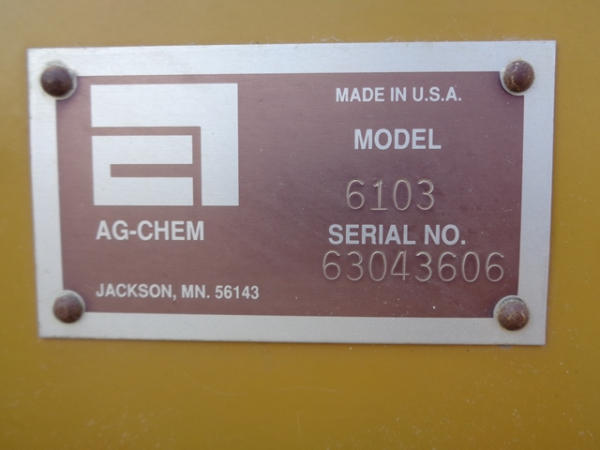 MADE IN U.S.A.
MODEL
6103
AG-CHEM
SERIAL NO.
63043606
JACKSON, MN. 56143